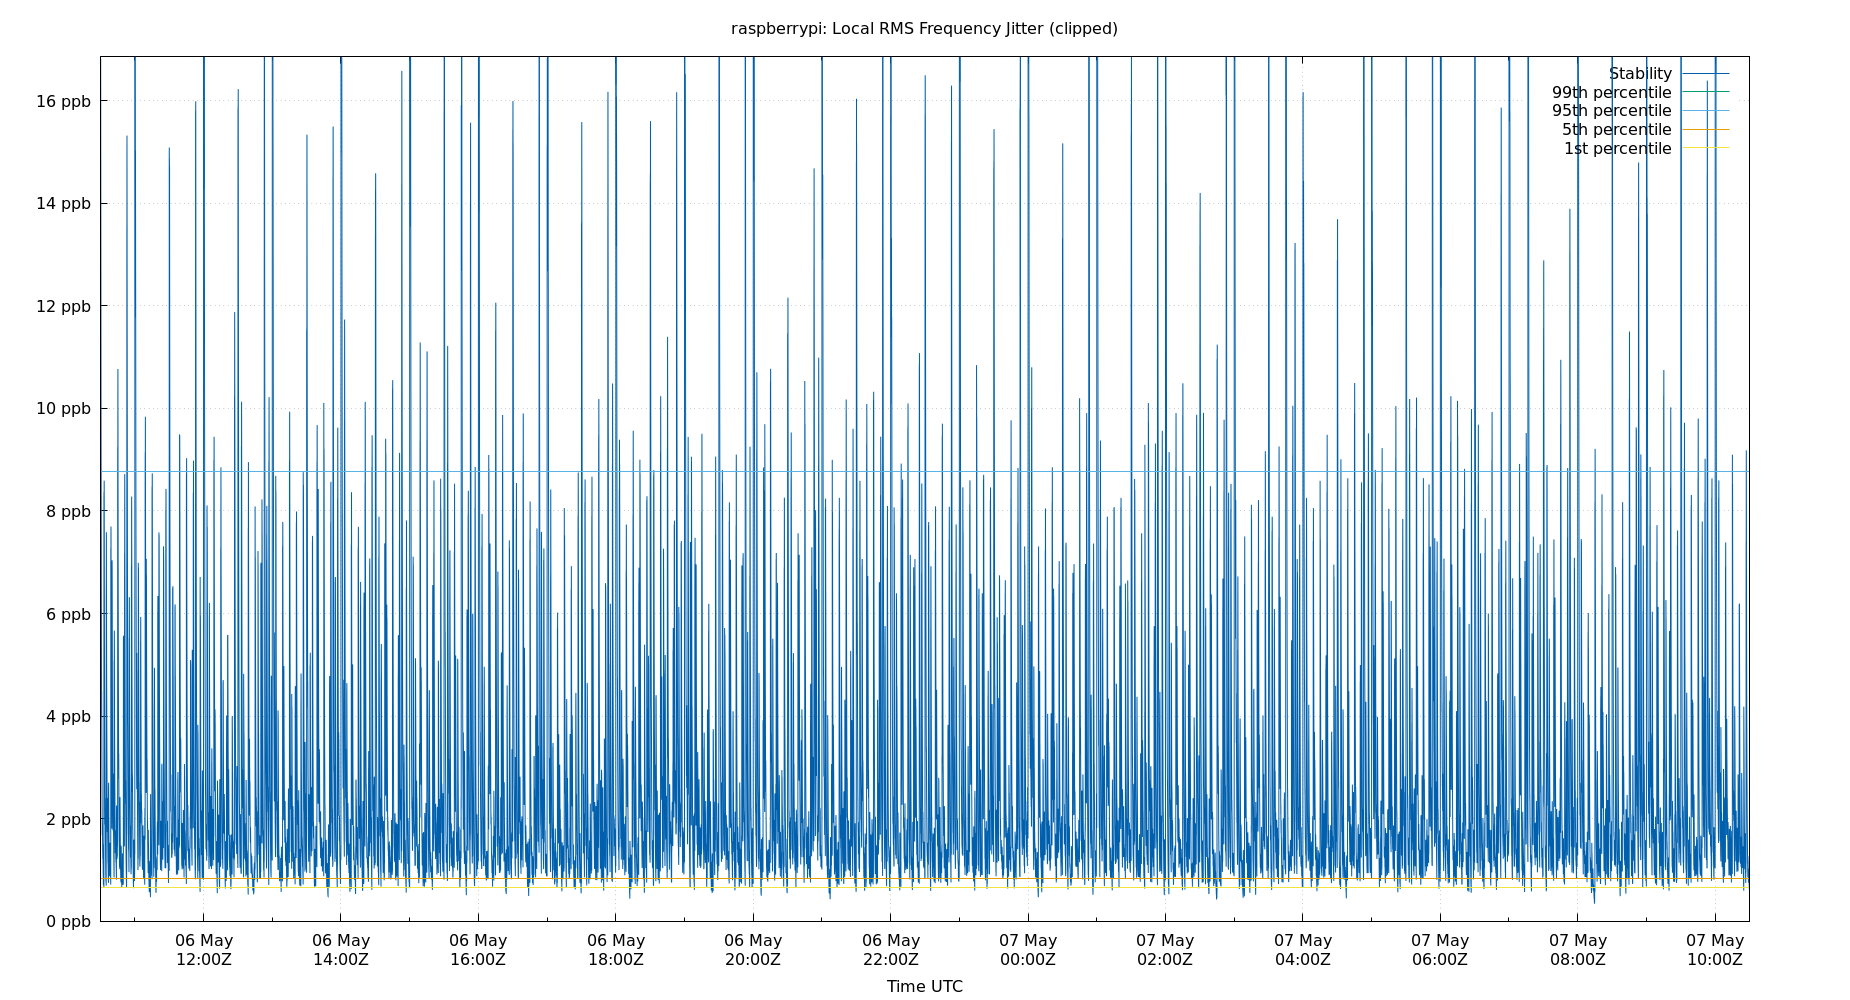 raspberrypi: Local RMS Frequency Jitter (clipped)
Stability
99th percentile
95th percentile
5th percentile
1st percentile
16 ppb
14 ppb
12 ppb
10 ppb
8 ppb
6 ppb
4 ppb
2 ppb
0 ppb
06 May 06 May 06 May 06 May 06 May 06 May 07 May 07 May 07 May 07 May 07 May 07 May
12:00Z 14:00Z 16:00Z 18:00Z 20:00Z 22:00Z 00:00Z 02:00Z 04:00Z 06:00Z 08:00Z 10:00Z
Time UTC